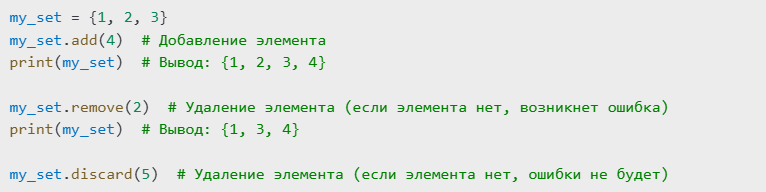 my_set = {1, 2, 3}
my_set.add(4)  # Добавление элемента
print(my_set)  # Вывод: {1, 2, 3, 4}
my_set.remove(2)  # Удаление элемента (если элемента нет, возникнет ошибка)
print(my_set)  # Вывод: {1, 3, 4}
my_set.discard(5)  # Удаление элемента (если элемента нет, ошибки не будет)